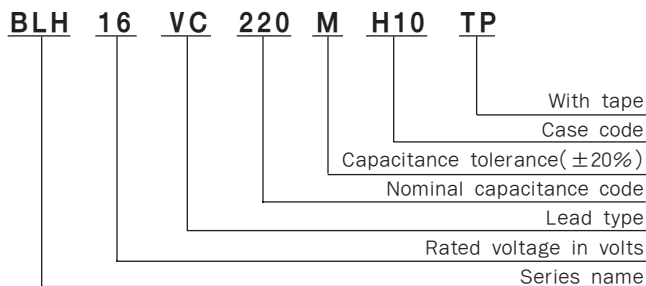 BLH 16 VC 220 M H10 TP
With tape
Case code
Capacitance tolerance(±20%)
Nominal capacitance code
Lead type
Rated voltage in volts
Series name